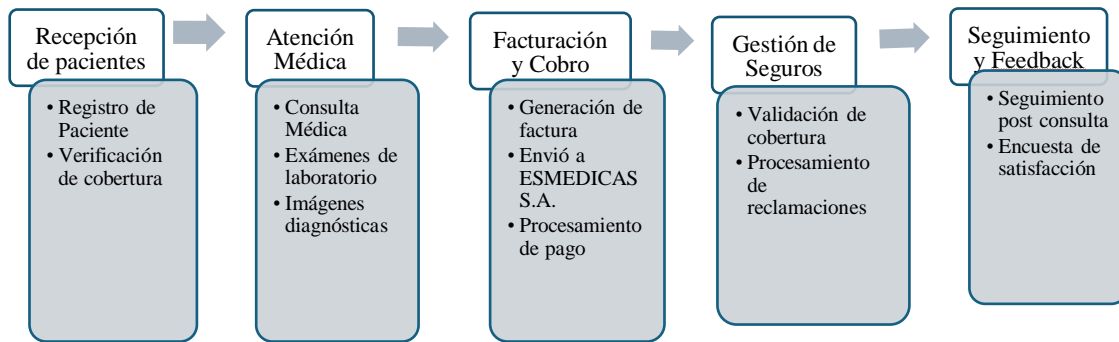 Recepción
de pacientes
• Registro de
Paciente
• Verificación
de cobertura
Atención
Médica
• Consulta
Médica
• Exámenes de
laboratorio
• Imágenes
diagnósticas
Facturación
y Cobro
• Generación de
factura
• Envió a
ESMEDICAS
S.A.
• Procesamiento
de pago
Gestión de
Seguros
• Validación de
cobertura
• Procesamiento
de
reclamaciones
Seguimiento
y Feedback
• Seguimiento
post consulta
• Encuesta de
satisfacción